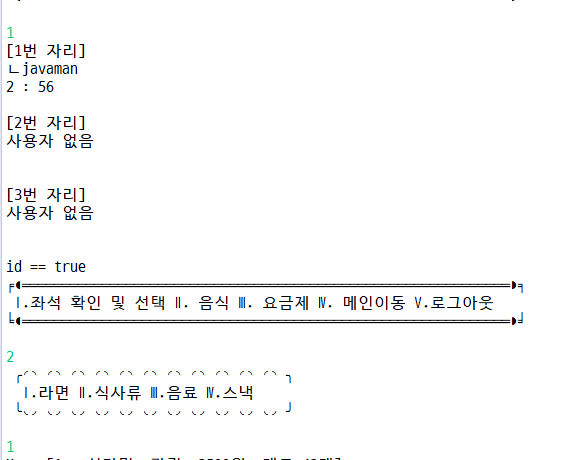 1
[1번 자리]
ㄴjavaman
2 : 56
[2번 자리]
사용자 없음
[3번 자리]
사용자 없음
id == true
Ⅰ.좌석 확인 및 선택 Ⅱ. 음식 Ⅲ. 요금제 Ⅳ. 메인이동 Ⅴ.로그아웃
2
Ⅰ.라면 Ⅱ.식사류 Ⅲ.음료 Ⅳ.스낵
1